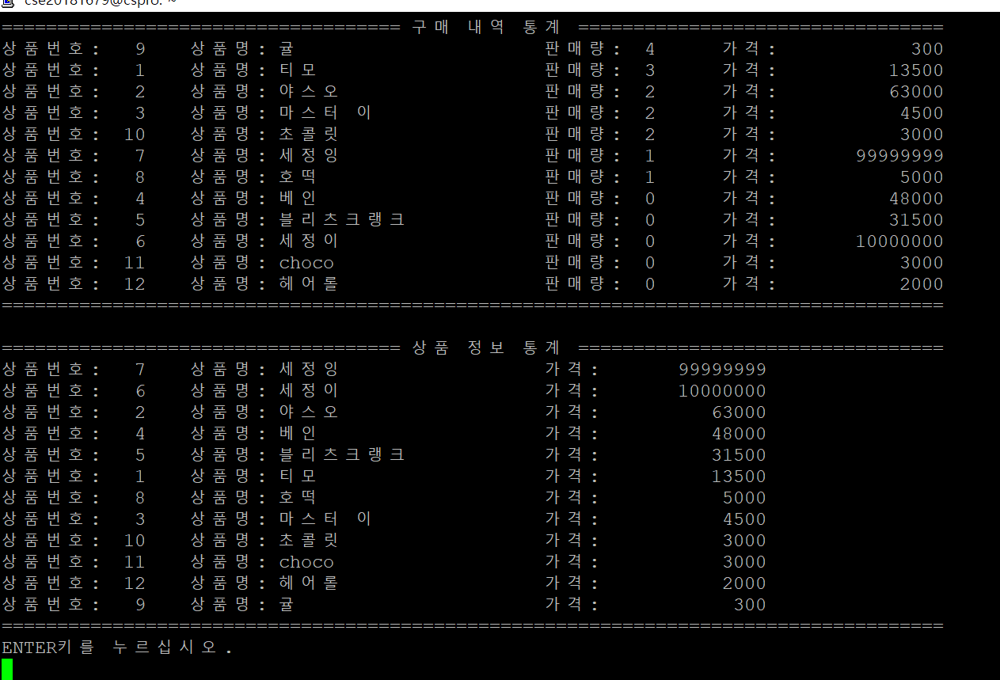 cse20181679@cspro: ~
==================================== 구매 내역 통계 =================================
상품번호: 9 상품명: 귤 판매량: 4 가격: 300
상품번호: 1 상품명: 티모 판매량: 3 가격: 13500
상품번호: 2 상품명: 야스오 판매량: 2 가격: 63000
상품번호: 3 상품명: 마스터 이 판매량: 2 가격: 4500
상품번호: 10 상품명: 초콜릿 판매량: 2 가격: 3000
상품번호: 7 상품명: 세정잉 판매량: 1 가격: 99999999
상품번호: 8 상품명: 호떡 판매량: 1 가격: 5000
상품번호: 4 상품명: 베인 판매량: 0 가격: 48000
상품번호: 5 상품명: 블리츠크랭크 판매량: 0 가격: 31500
상품번호: 6 상품명: 세정이 판매량: 0 가격: 10000000
상품번호: 11 상품명: choco 판매량: 0 가격: 3000
상품번호: 12 상품명: 헤어롤 판매량: 0 가격: 2000
=====================================================================================
==================================== 상품 정보 통계 =================================
상품번호: 7 상품명: 세정잉 가격: 99999999
상품번호: 6 상품명: 세정이 가격: 10000000
상품번호: 2 상품명: 야스오 가격: 63000
상품번호: 4 상품명: 베인 가격: 48000
상품번호: 5 상품명: 블리츠크랭크 가격: 31500
상품번호: 1 상품명: 티모 가격: 13500
상품번호: 8 상품명: 호떡 가격: 5000
상품번호: 3 상품명: 마스터 이 가격: 4500
상품번호: 10 상품명: 초콜릿 가격: 3000
상품번호: 11 상품명: choco 가격: 3000
상품번호: 12 상품명: 헤어롤 가격: 2000
상품번호: 9 상품명: 귤 가격: 300
=====================================================================================
ENTER키를 누르십시오.